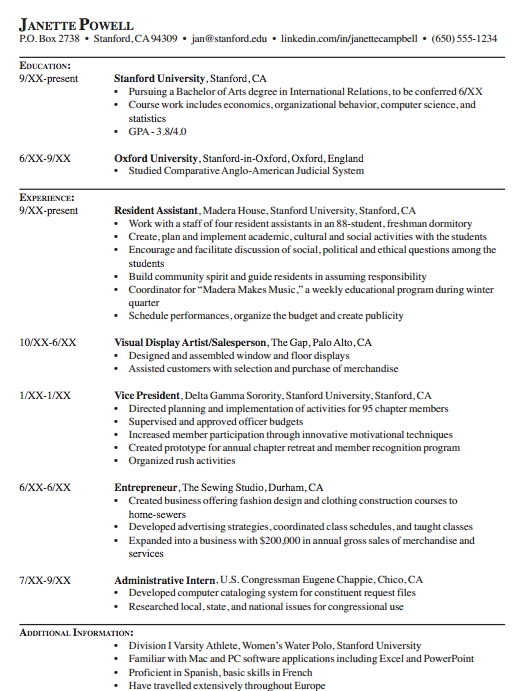 JANETTE POWELL
P.O. Box 2738 • Stanford, CA 94309 • jan@stanford.edu • linkedin.com/in/janettecampbell • (650) 555-1234
EDUCATION:
9/XX-present Stanford University, Stanford, CA
• Pursuing a Bachelor of Arts degree in International Relations, to be conferred 6/XX
• Course work includes economics, organizational behavior, computer science, and
statistics
• GPA - 3.8/4.0
6/XX-9/XX Oxford University, Stanford-in-Oxford, Oxford, England
• Studied Comparative Anglo-American Judicial System
EXPERIENCE:
9/XX-present Resident Assistant, Madera House, Stanford University, Stanford, CA
• Work with a staff of four resident assistants in an 88-student, freshman dormitory
• Create, plan and implement academic, cultural and social activities with the students
• Encourage and facilitate discussion of social, political and ethical questions among the
students
• Build community spirit and guide residents in assuming responsibility
• Coordinator for “Madera Makes Music,” a weekly educational program during winter
quarter
• Schedule performances, organize the budget and create publicity
10/XX-6/XX Visual Display Artist/Salesperson, The Gap, Palo Alto, CA
• Designed and assembled window and floor displays
• Assisted customers with selection and purchase of merchandise
1/XX-1/XX Vice President, Delta Gamma Sorority, Stanford University, Stanford, CA
• Directed planning and implementation of activities for 95 chapter members
• Supervised and approved officer budgets
• Increased member participation through innovative motivational techniques
• Created prototype for annual chapter retreat and member recognition program
• Organized rush activities
6/XX-6/XX Entrepreneur, The Sewing Studio, Durham, CA
• Created business offering fashion design and clothing construction courses to
home-sewers
• Developed advertising strategies, coordinated class schedules, and taught classes
• Expanded into a business with $200,000 in annual gross sales of merchandise and
services
7/XX-9/XX Administrative Intern, U.S. Congressman Eugene Chappie, Chico, CA
• Developed computer cataloging system for constituent request files
• Researched local, state, and national issues for congressional use
ADDITIONAL INFORMATION:
• Division I Varsity Athlete, Women’s Water Polo, Stanford University
• Familiar with Mac and PC software applications including Excel and PowerPoint
• Proficient in Spanish, basic skills in French
• Have travelled extensively throughout Europe